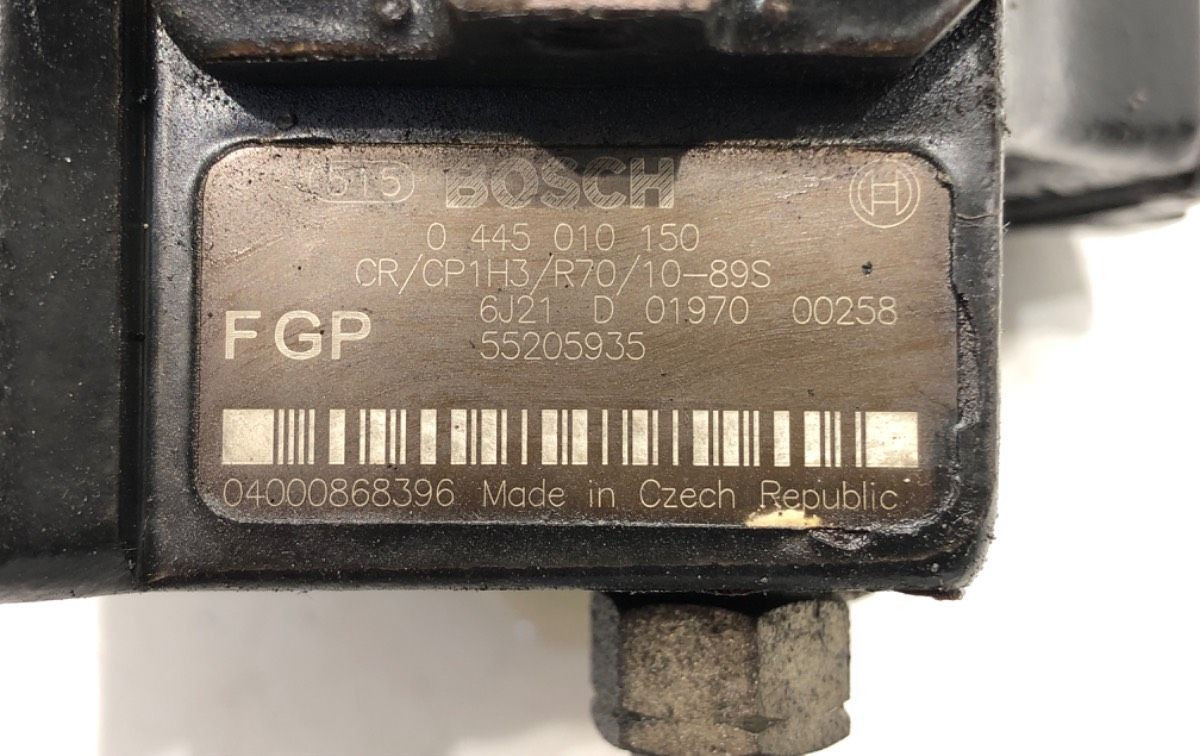 515 BOSCH
0 445 010 150
CR/CP1H3/R70/10-89S
6J21 D 01970 00258
FGP 55205935
04000868396 Made in Czech Republic